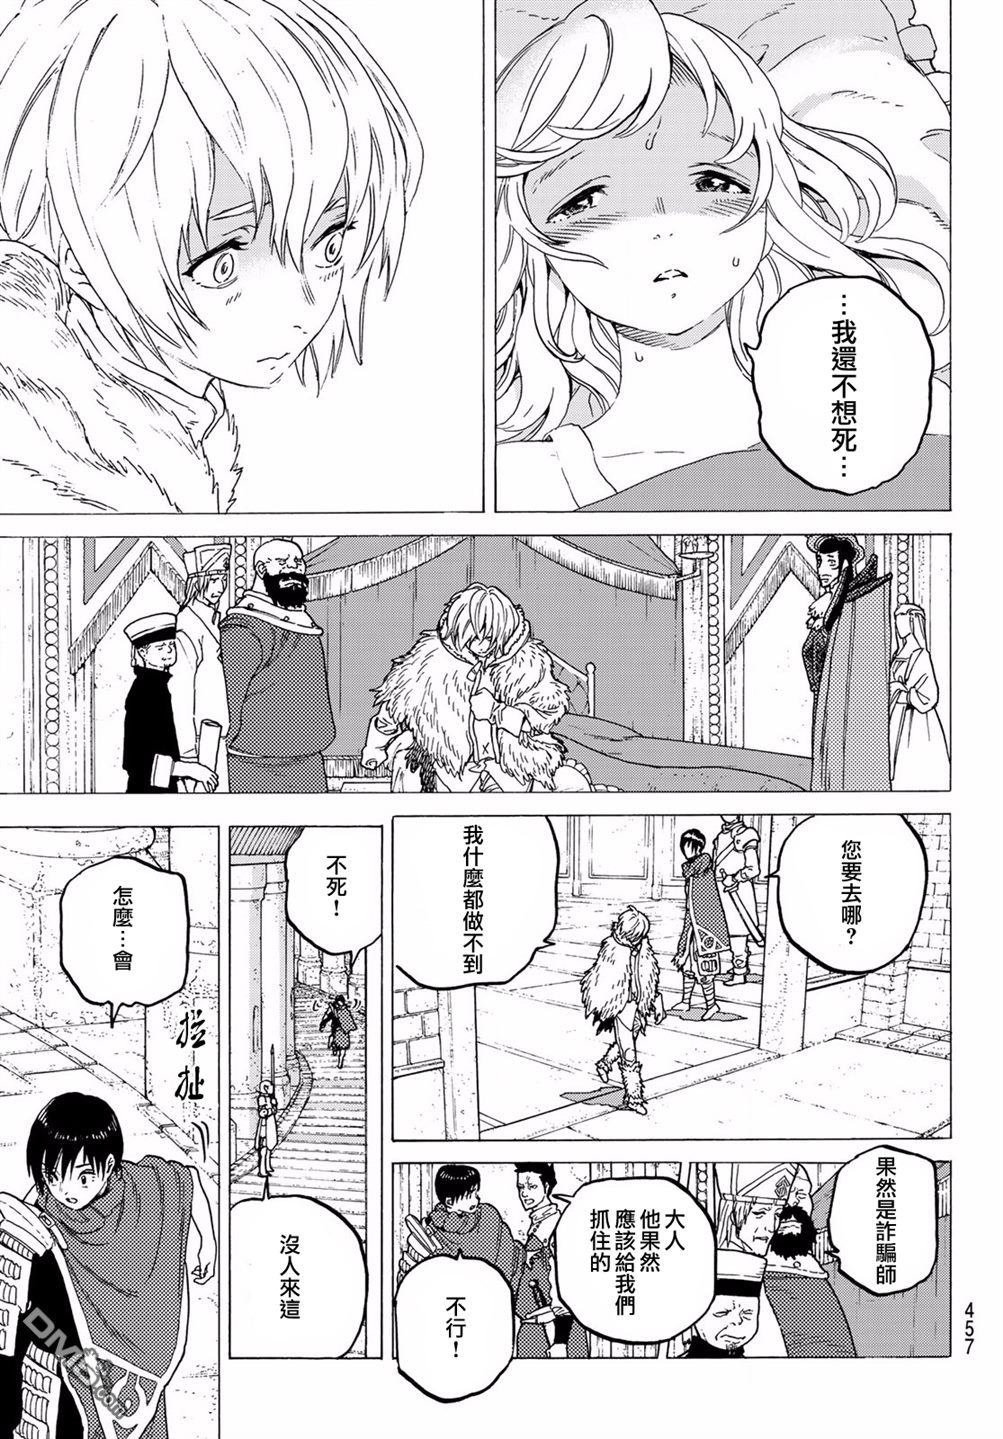 …我還不想死…
您要去哪?
我什麼都做不到
果然是詐騙師
大人
他果然
應該給我們
抓住的
不行!
不死!
沒人來這
怎麼…會
拉扯
457
DM5.com